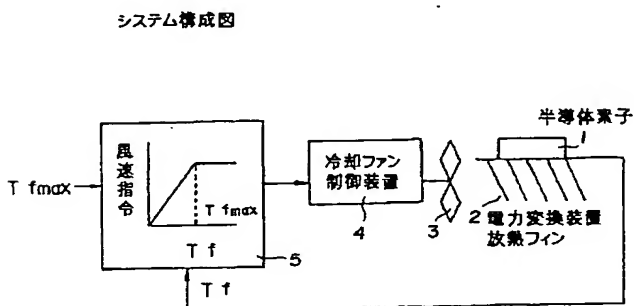 システム構成図
T fmax
風速指令
T fmax
T f
5
T f
冷却ファン
制御装置
4
3
半導体素子
1
2 電力変換装置
放熱フィン